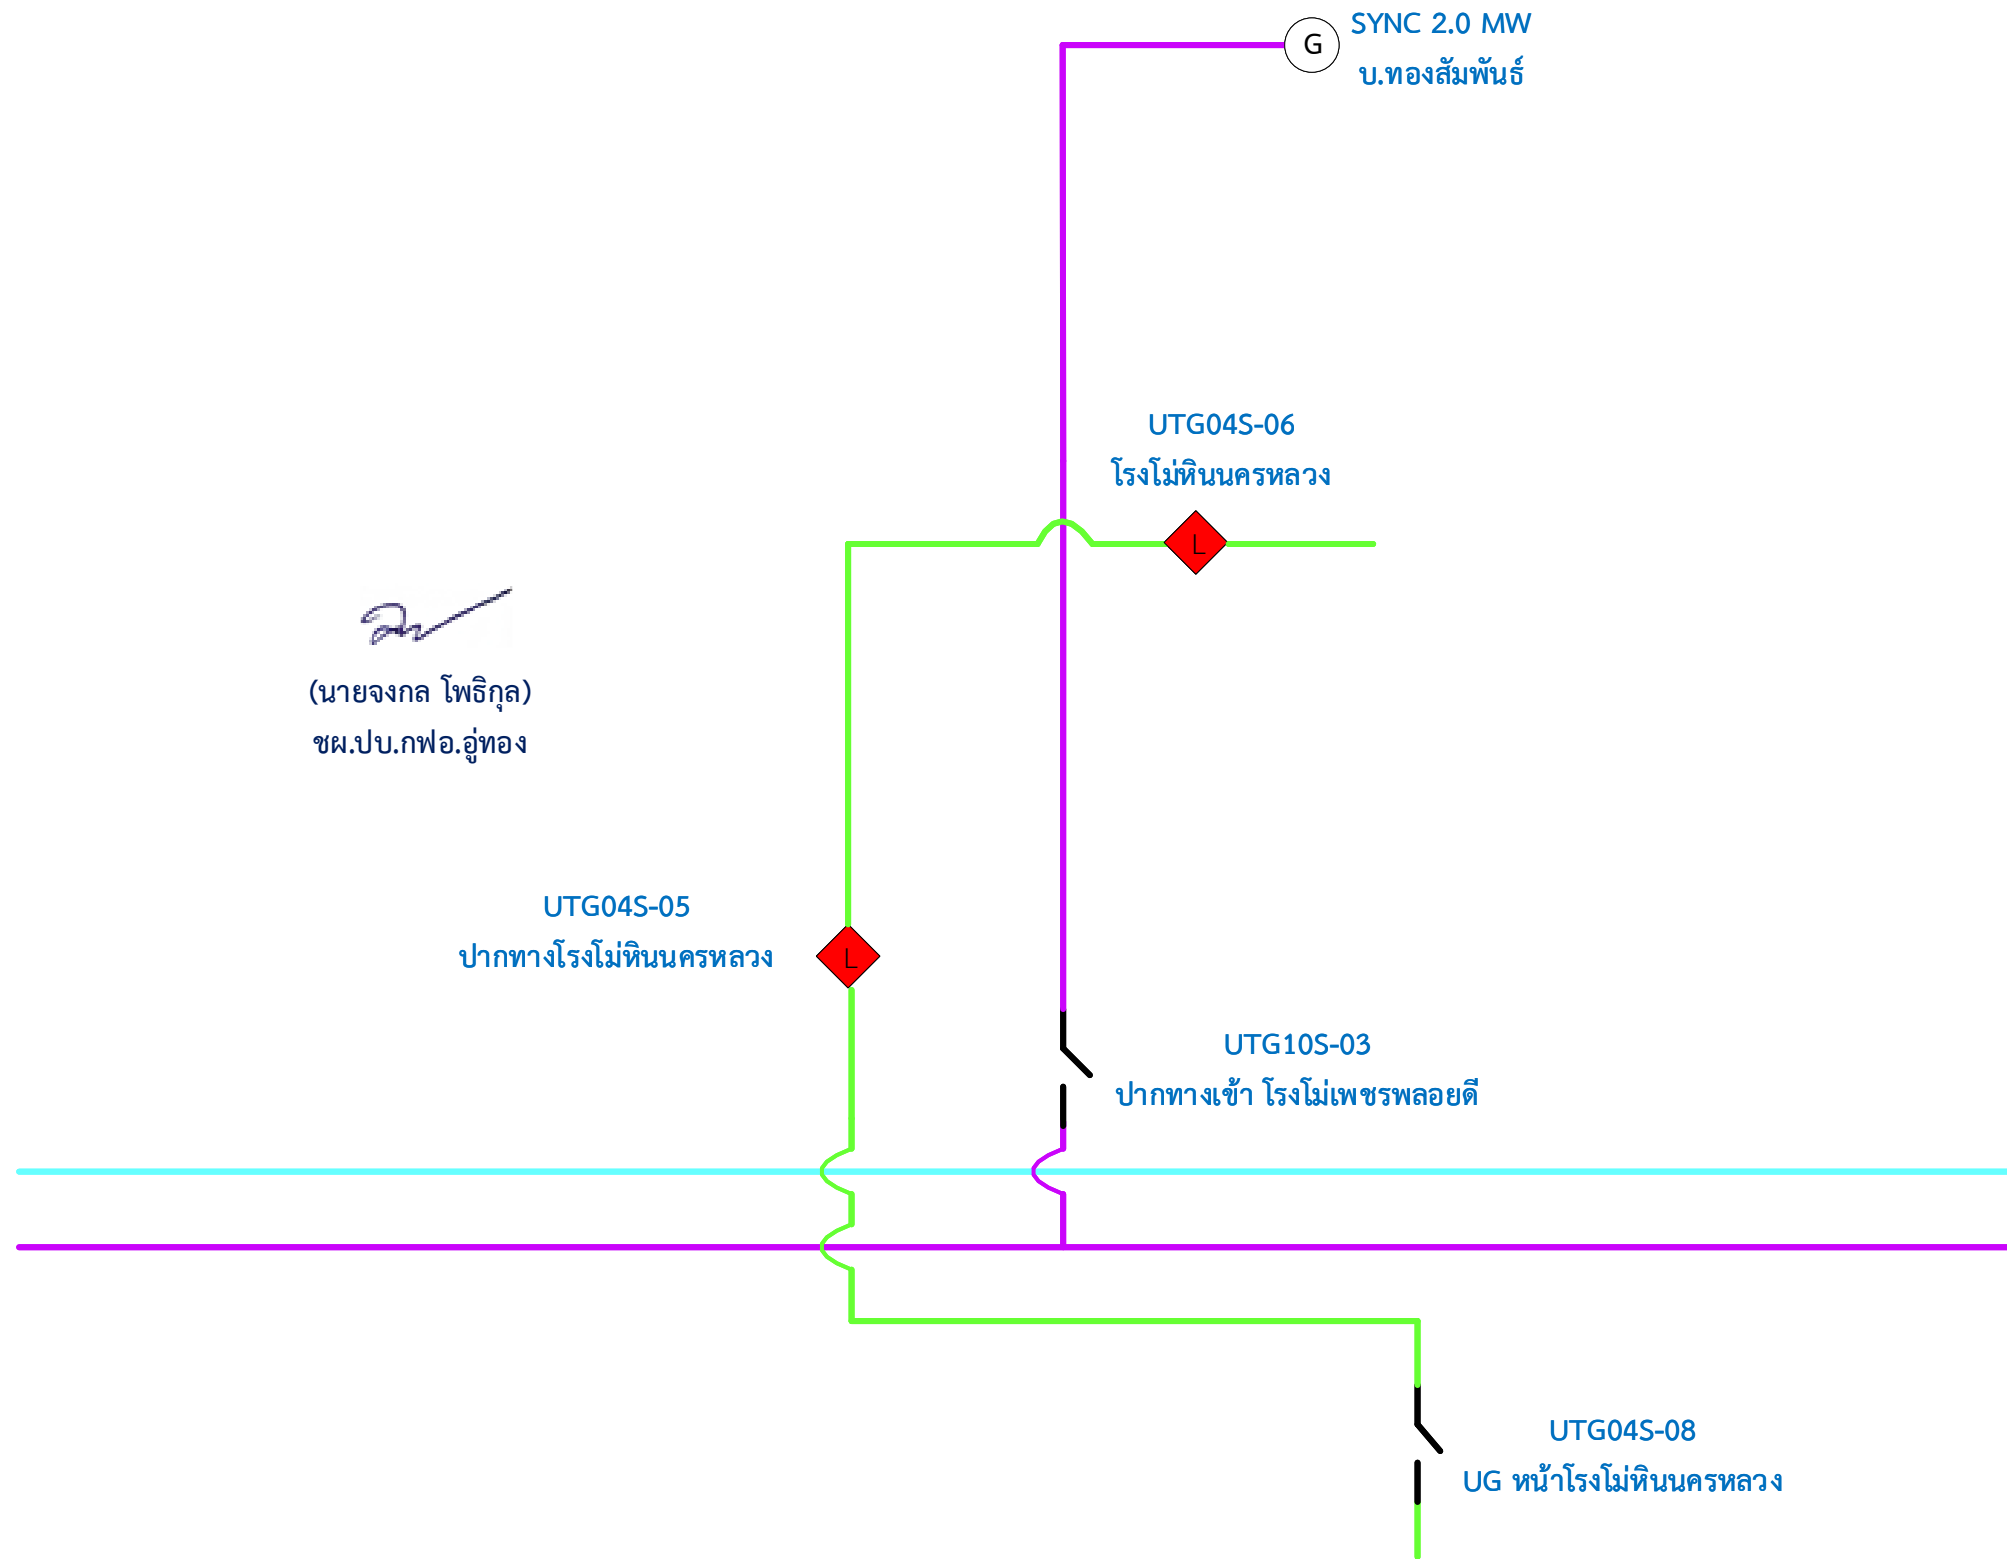 SYNC 2.0 MW
G
บ.ทองสัมพันธ์
UTG04S-06
โรงโม่หินนครหลวง
L
(นายจงกล โพธิกุล)
ชผ.ปบ.กฟอ.อู่ทอง
UTG04S-05
ปากทางโรงโม่หินนครหลวง
L
UTG10S-03
ปากทางเข้า โรงโม่เพชรพลอยดี
UTG04S-08
UG หน้าโรงโม่หินนครหลวง